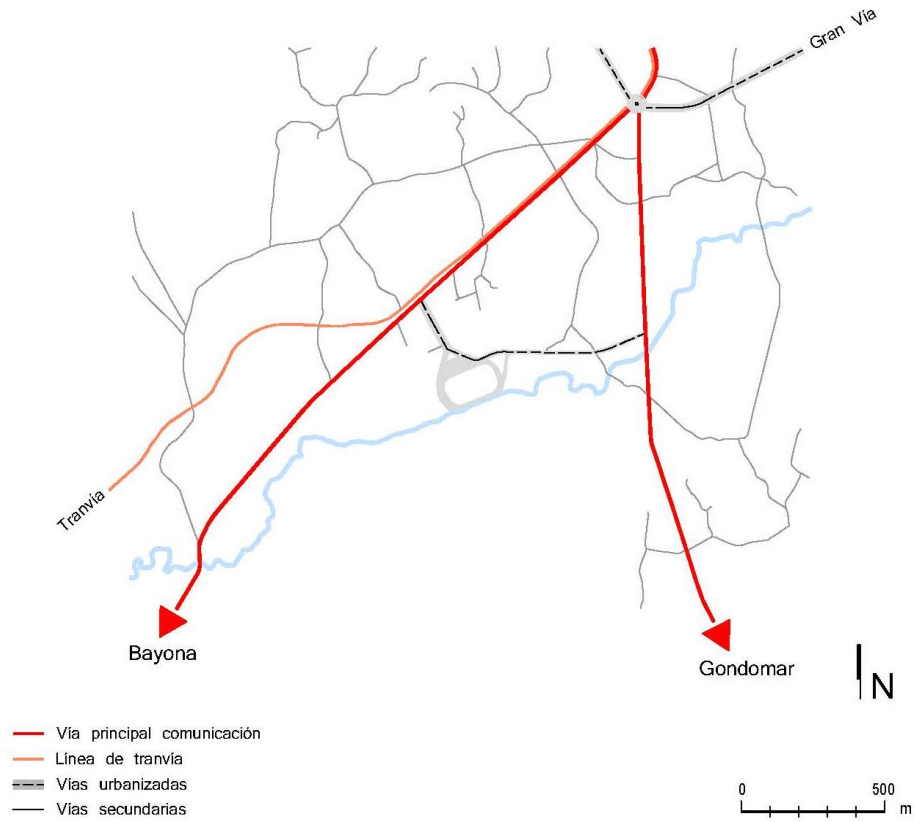 Gran Vía
Tranvía
Bayona
Gondomar
N
Vía principal comunicación
Línea de tranvía
Vías urbanizadas
Vías secundarias
0 500
m